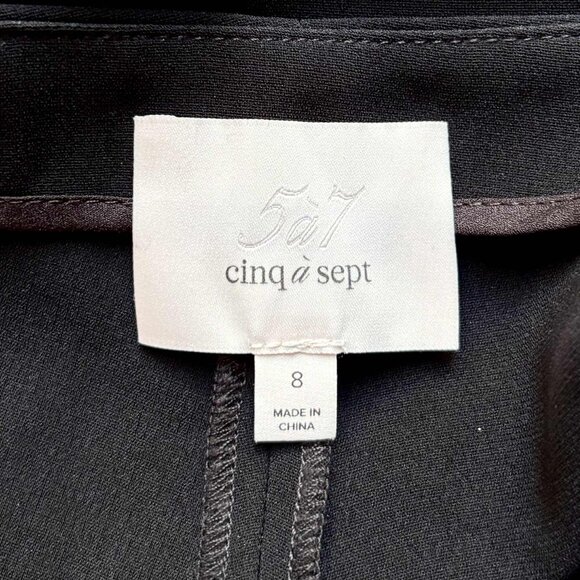 5à7
cinq à sept
8
MADE IN
CHINA